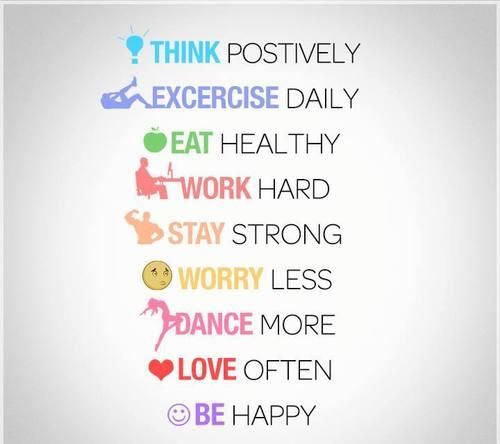 THINK POSTIVELY
EXCERCISE DAILY
EAT HEALTHY
WORK HARD
STAY STRONG
WORRY LESS
DANCE MORE
LOVE OFTEN
BE HAPPY